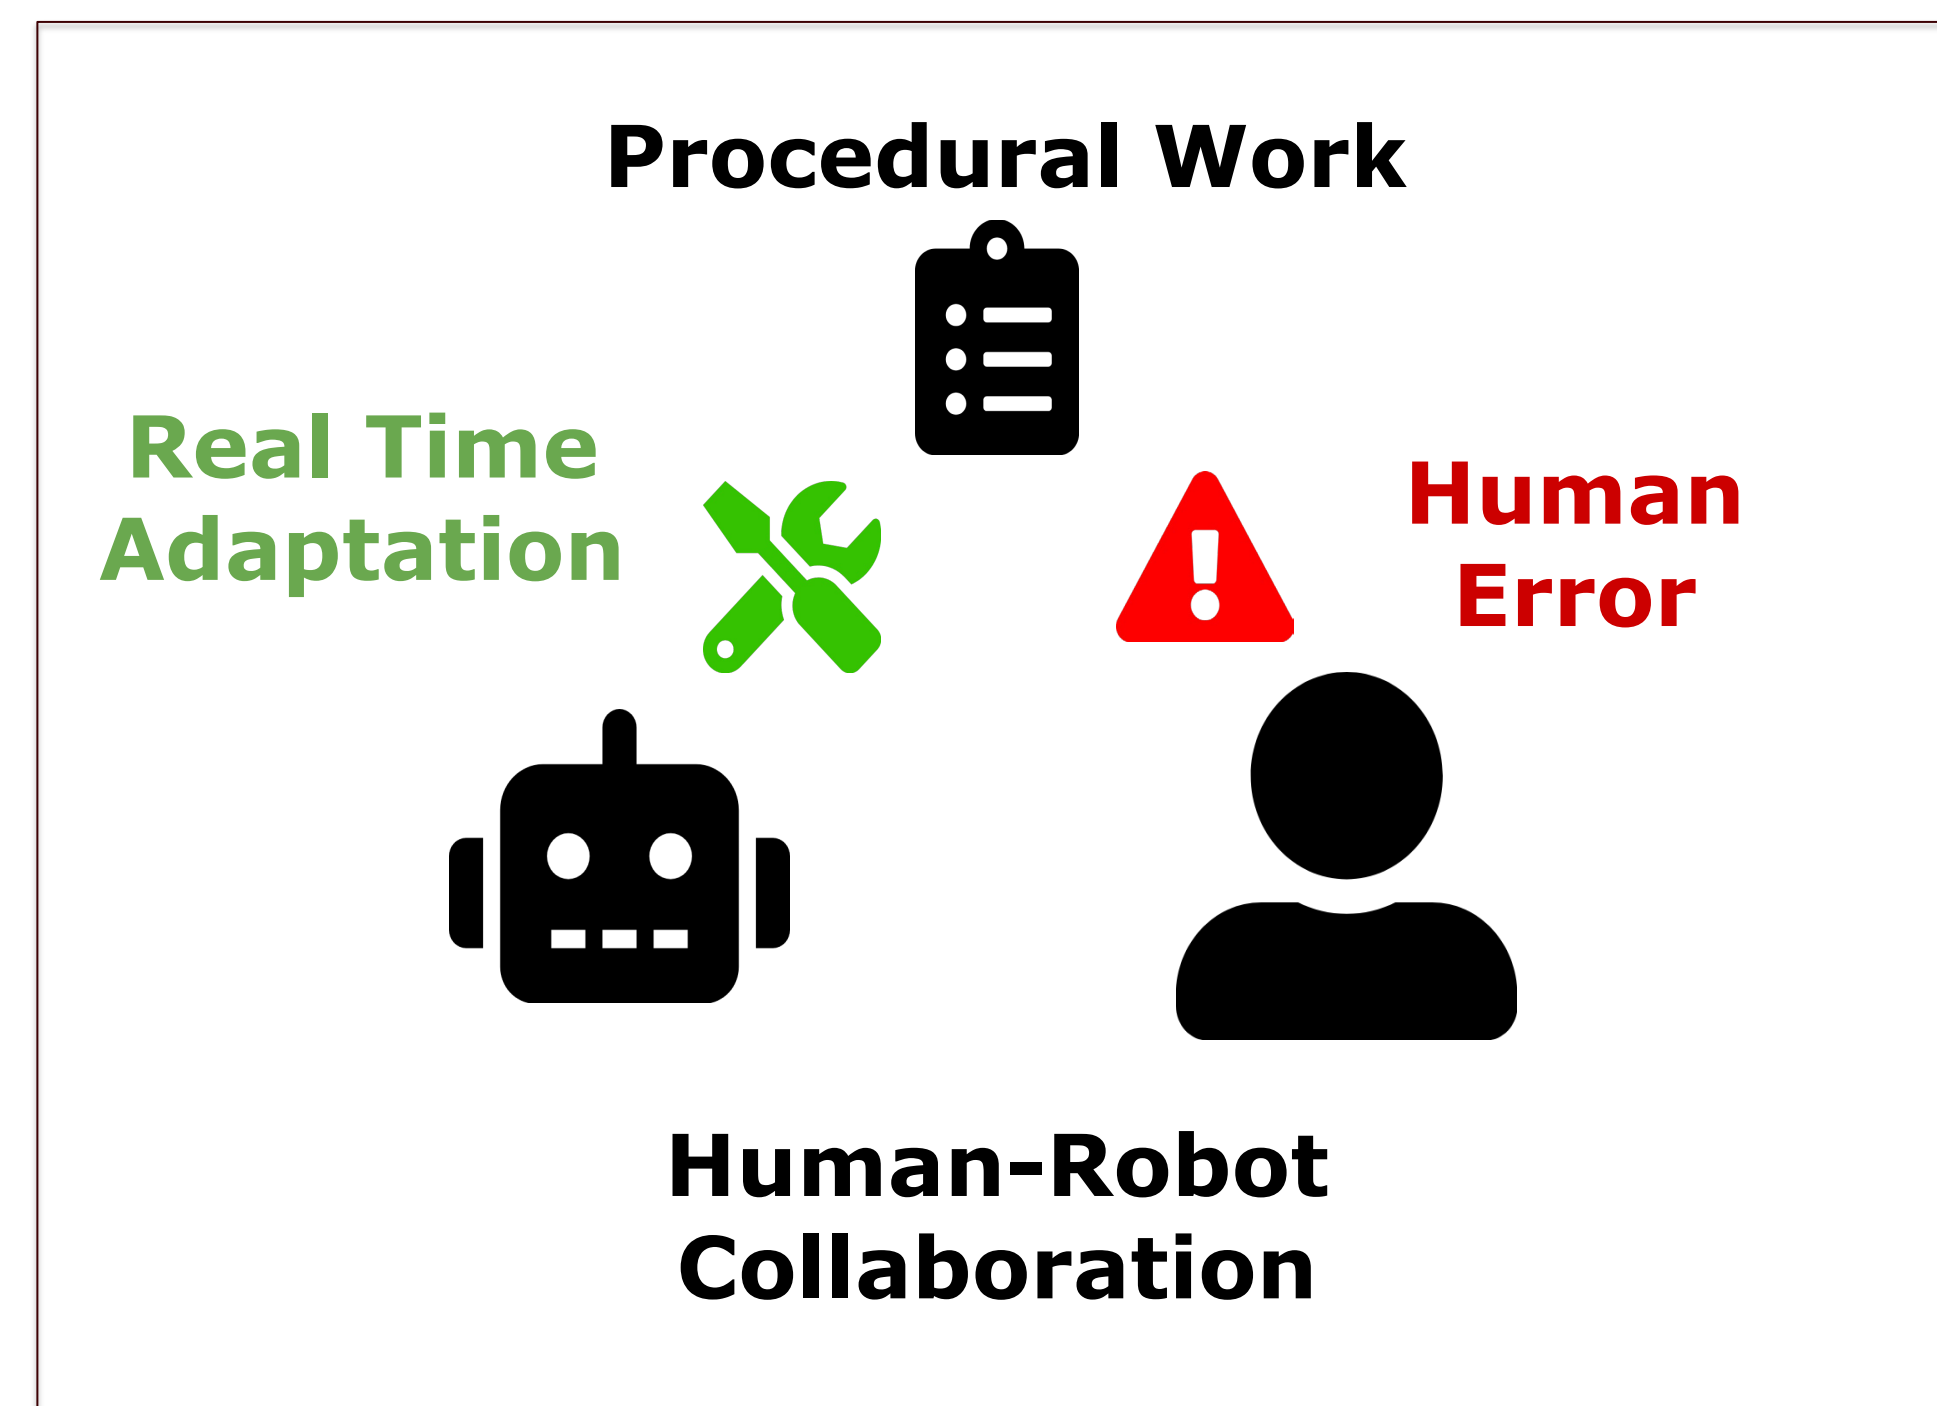 Procedural Work
Real Time
Adaptation
Human
Error
Human-Robot
Collaboration